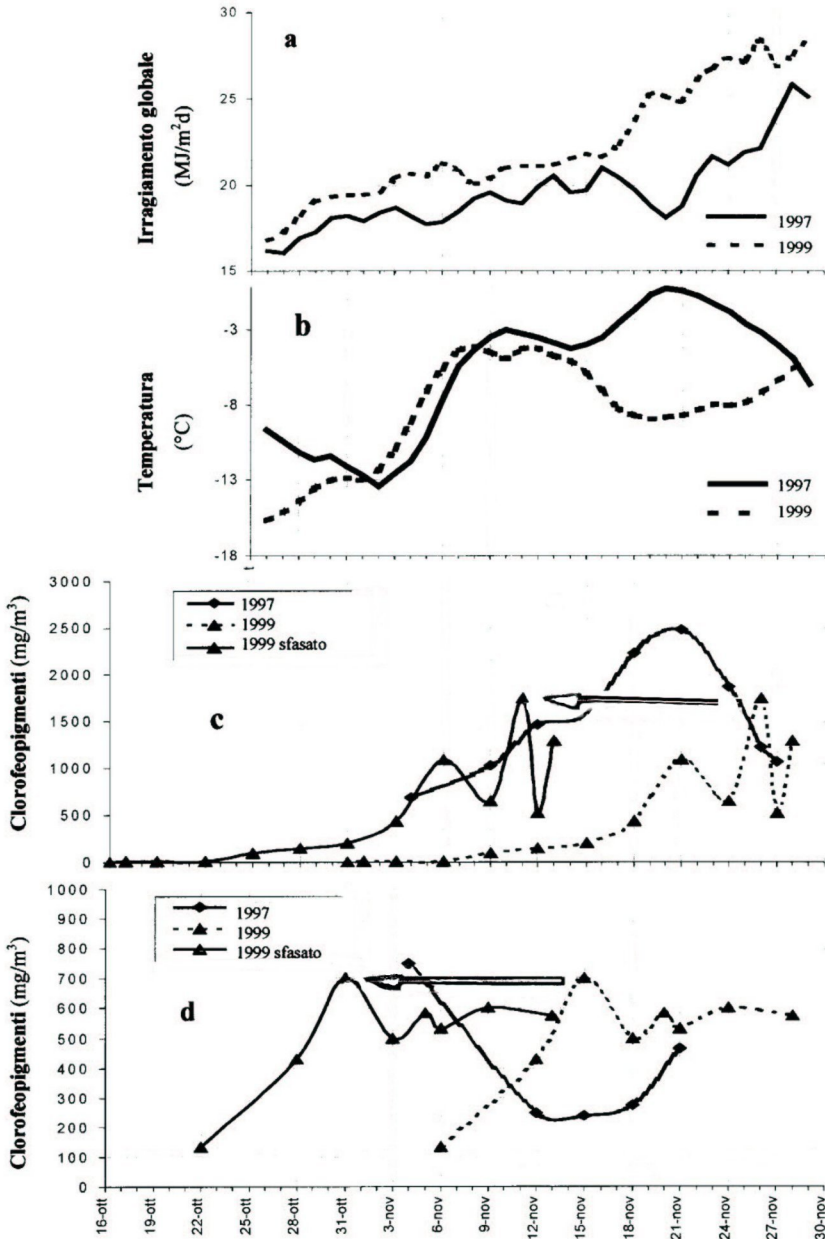 a
Irragiamento globale
(MJ/m²d)
30
25
20
15
1997
1999
b
Temperatura
(°C)
-3
-8
-13
-18
1997
1999
c
Clorofeopigmenti (mg/m³)
3000
2500
2000
1500
1000
500
0
1997
1999
1999 sfasato
d
Clorofeopigmenti (mg/m³)
1000
900
800
700
600
500
400
300
200
100
0
1997
1999
1999 sfasato
16-ott
19-ott
22-ott
25-ott
28-ott
31-ott
3-nov
6-nov
9-nov
12-nov
15-nov
18-nov
21-nov
24-nov
27-nov
30-nov